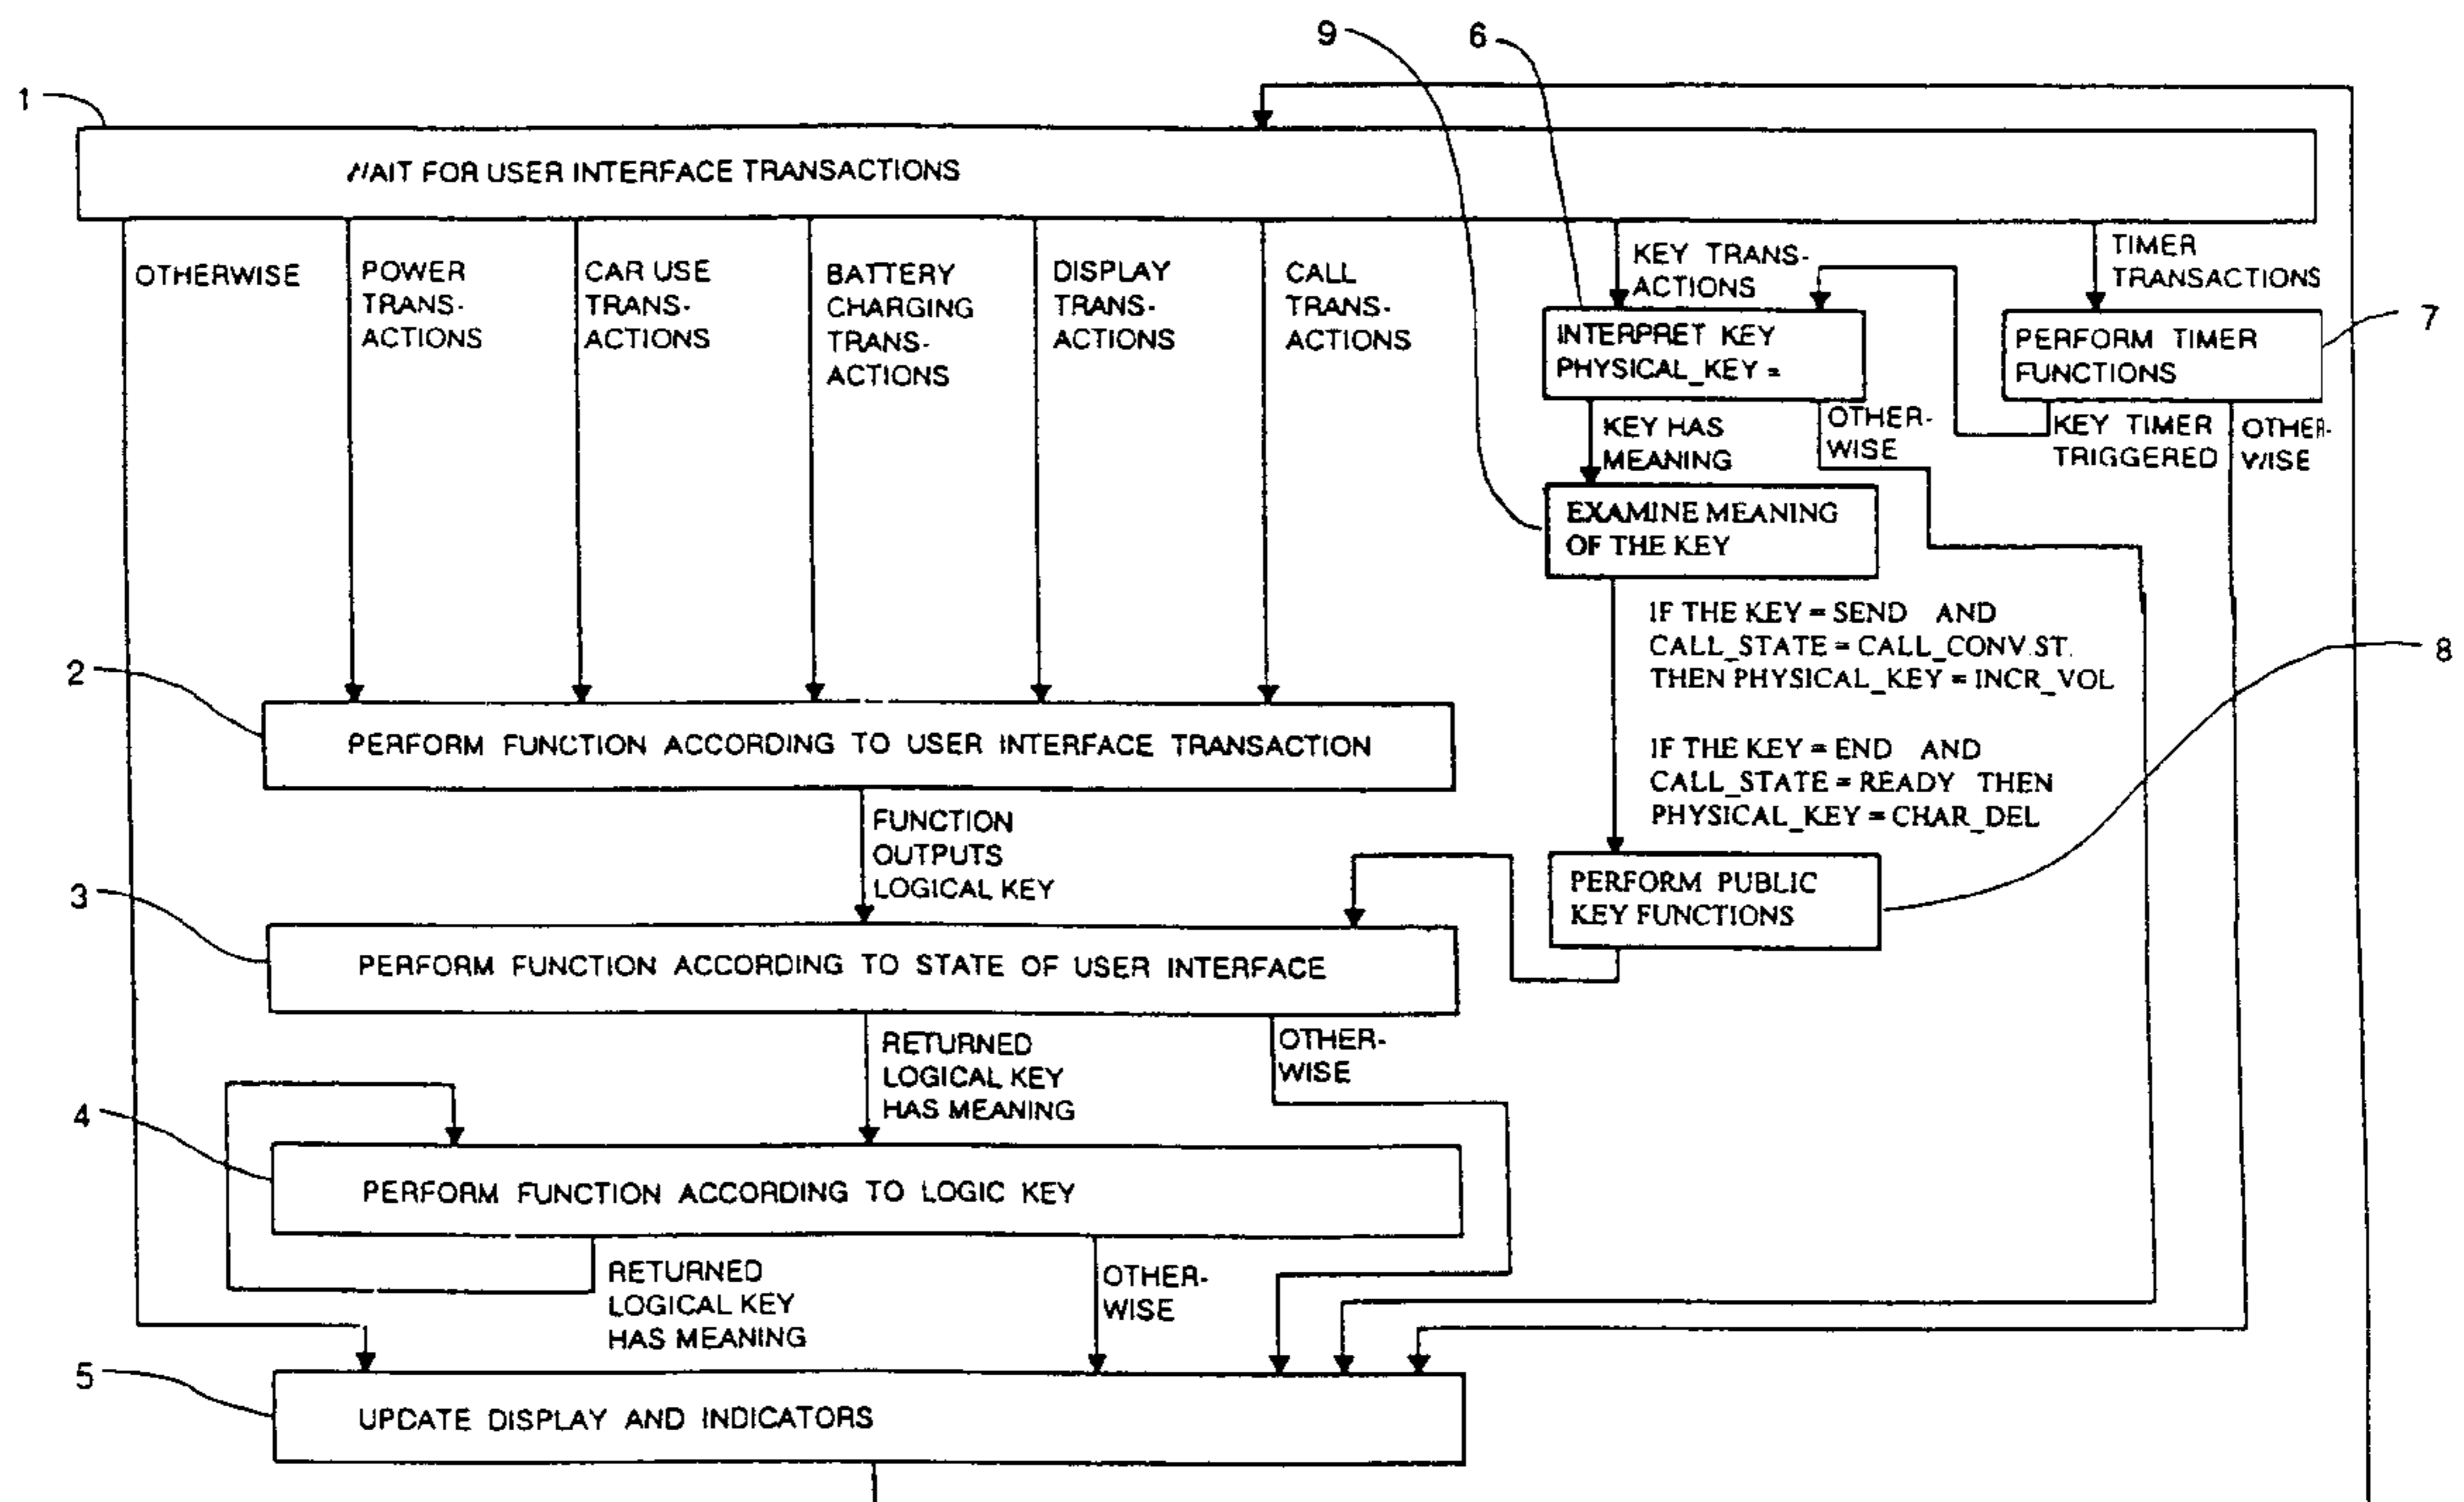 9
6
1
WAIT FOR USER INTERFACE TRANSACTIONS
OTHERWISE
POWER
TRANS-
ACTIONS
CAR USE
TRANS-
ACTIONS
BATTERY
CHARGING
TRANS-
ACTIONS
DISPLAY
TRANS-
ACTIONS
CALL
TRANS-
ACTIONS
KEY TRANS-
ACTIONS
TIMER
TRANSACTIONS
INTERPRET KEY
PHYSICAL_KEY =
PERFORM TIMER
FUNCTIONS
7
KEY HAS
MEANING
OTHER-
WISE
KEY TIMER
TRIGGERED
OTHER-
WISE
EXAMINE MEANING
OF THE KEY
IF THE KEY = SEND AND
CALL_STATE = CALL_CONV.ST.
THEN PHYSICAL_KEY = INCR_VOL
8
IF THE KEY = END AND
CALL_STATE = READY THEN
PHYSICAL_KEY = CHAR_DEL
2
PERFORM FUNCTION ACCORDING TO USER INTERFACE TRANSACTION
FUNCTION
OUTPUTS
LOGICAL KEY
PERFORM PUBLIC
KEY FUNCTIONS
3
PERFORM FUNCTION ACCORDING TO STATE OF USER INTERFACE
RETURNED
LOGICAL KEY
HAS MEANING
OTHER-
WISE
4
PERFORM FUNCTION ACCORDING TO LOGIC KEY
RETURNED
LOGICAL KEY
HAS MEANING
OTHER-
WISE
5
UPDATE DISPLAY AND INDICATORS